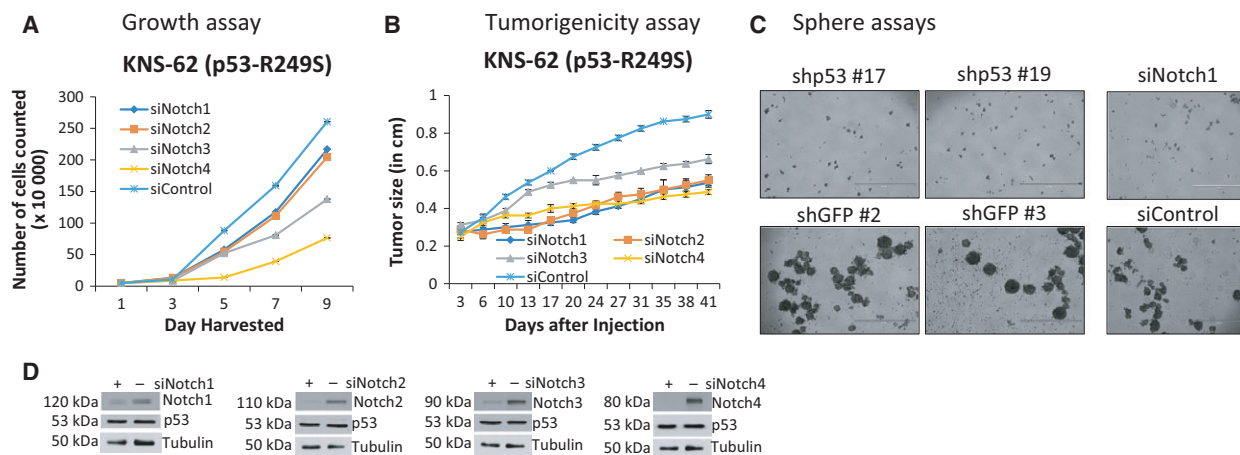 A Growth assay
KNS-62 (p53-R249S)
Number of cells counted
(x 10 000)
300
250
200
150
100
50
0
siNotch1
siNotch2
siNotch3
siNotch4
siControl
1 3 5 7 9
Day Harvested
B Tumorigenicity assay
KNS-62 (p53-R249S)
Tumor size (in cm)
1
0.8
0.6
0.4
0.2
0
siNotch1 siNotch2
siNotch3 siNotch4
siControl
3 6 10 13 17 20 24 27 31 35 38 41
Days after Injection
C Sphere assays
shp53 #17 shp53 #19 siNotch1
shGFP #2 shGFP #3 siControl
D
+ – siNotch1
120 kDa Notch1
53 kDa p53
50 kDa Tubulin
+ – siNotch2
110 kDa Notch2
53 kDa p53
50 kDa Tubulin
+ – siNotch3
90 kDa Notch3
53 kDa p53
50 kDa Tubulin
+ – siNotch4
80 kDa Notch4
53 kDa p53
50 kDa Tubulin